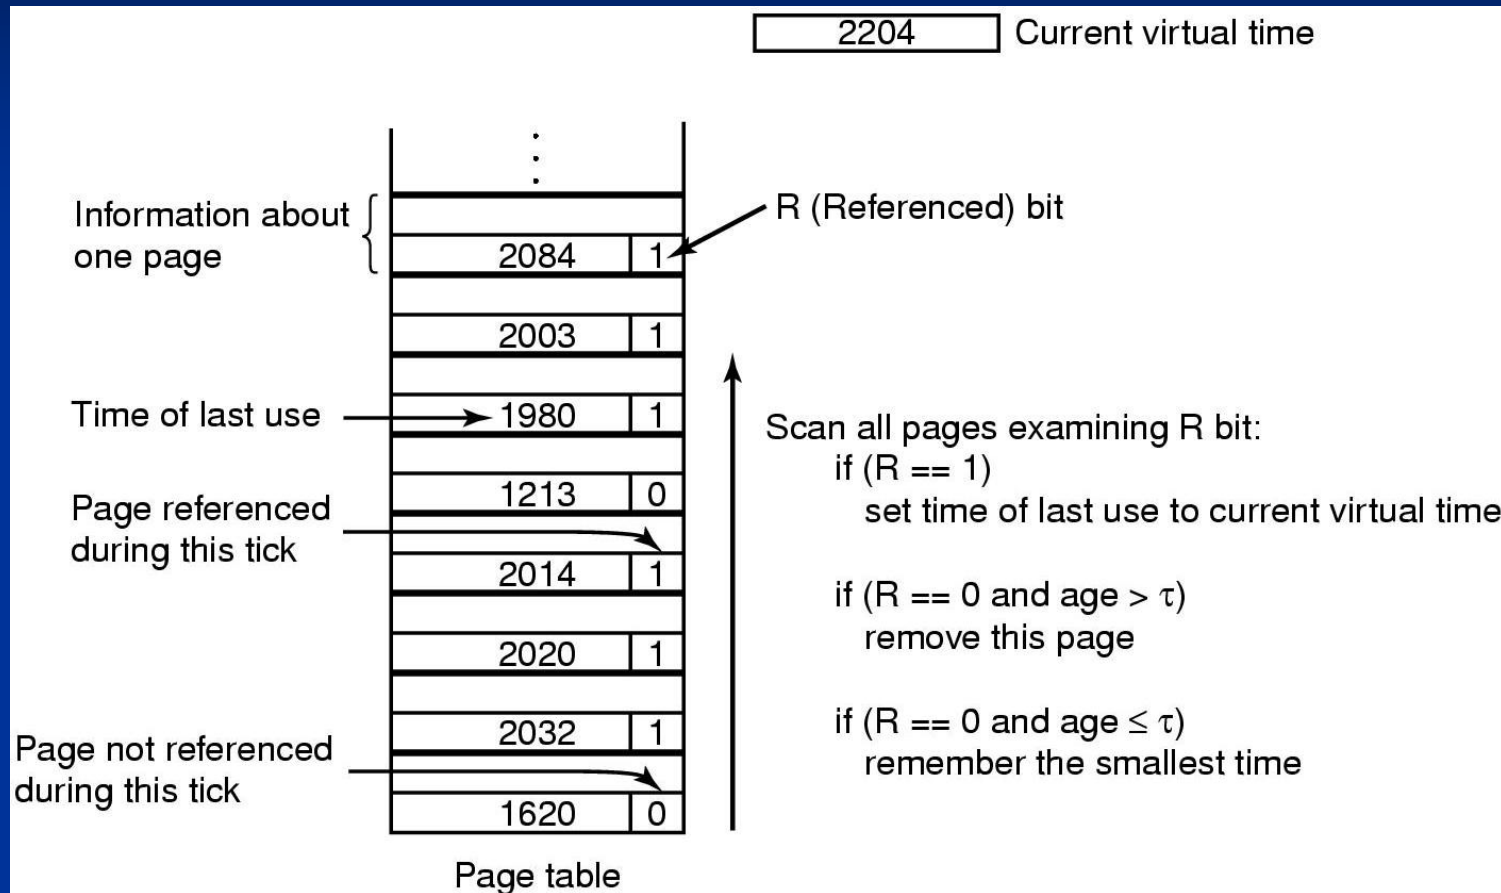 2204 Current virtual time
Information about
one page
R (Referenced) bit
2084 1
2003 1
Time of last use
1980 1
1213 0
Page referenced
during this tick
2014 1
2020 1
2032 1
Page not referenced
during this tick
1620 0
Page table
Scan all pages examining R bit:
if (R == 1)
set time of last use to current virtual time
if (R == 0 and age > τ)
remove this page
if (R == 0 and age ≤ τ)
remember the smallest time